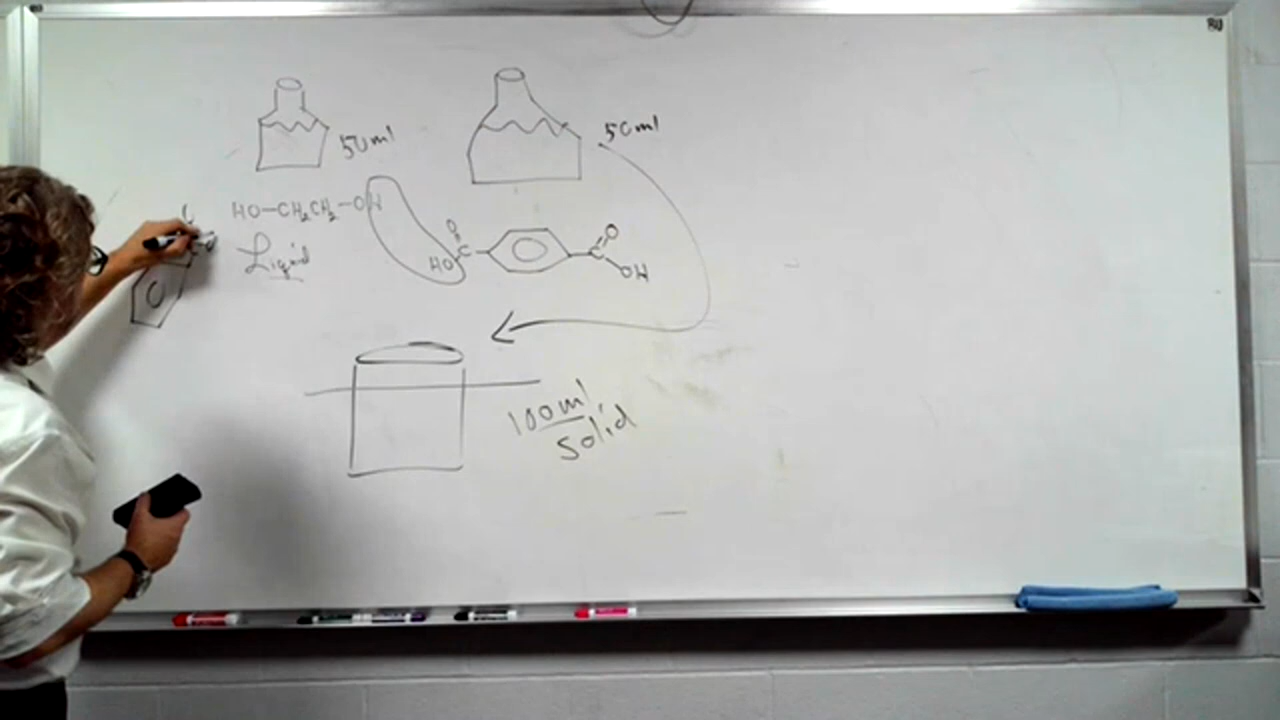 50ml
50ml
HO-CH₂CH₂-OH
Liquid
O
HO
C
C
O
OH
100ml
Solid